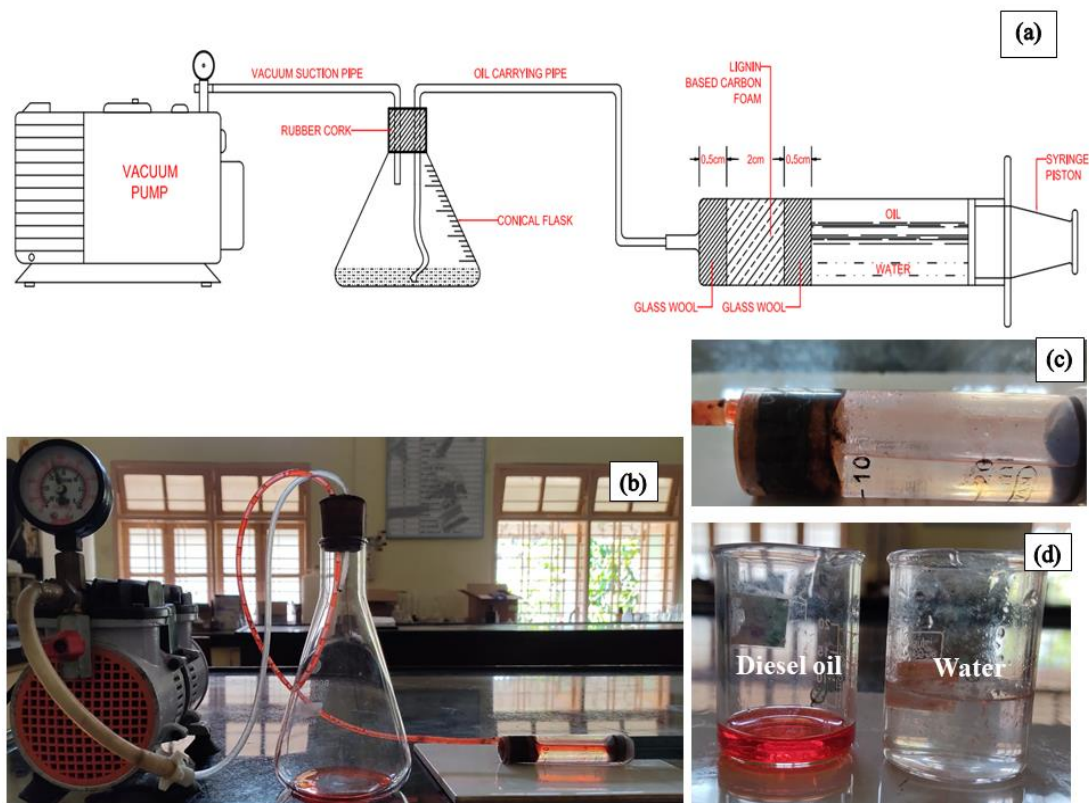 (a)
VACUUM SUCTION PIPE
OIL CARRYING PIPE
LIGNIN
BASED CARBON
FOAM
RUBBER CORK
VACUUM
PUMP
CONICAL FLASK
0.5cm
2cm
0.5cm
SYRINGE
PISTON
OIL
WATER
GLASS WOOL
GLASS WOOL
(b)
(c)
10
(d)
Diesel oil
Water
20